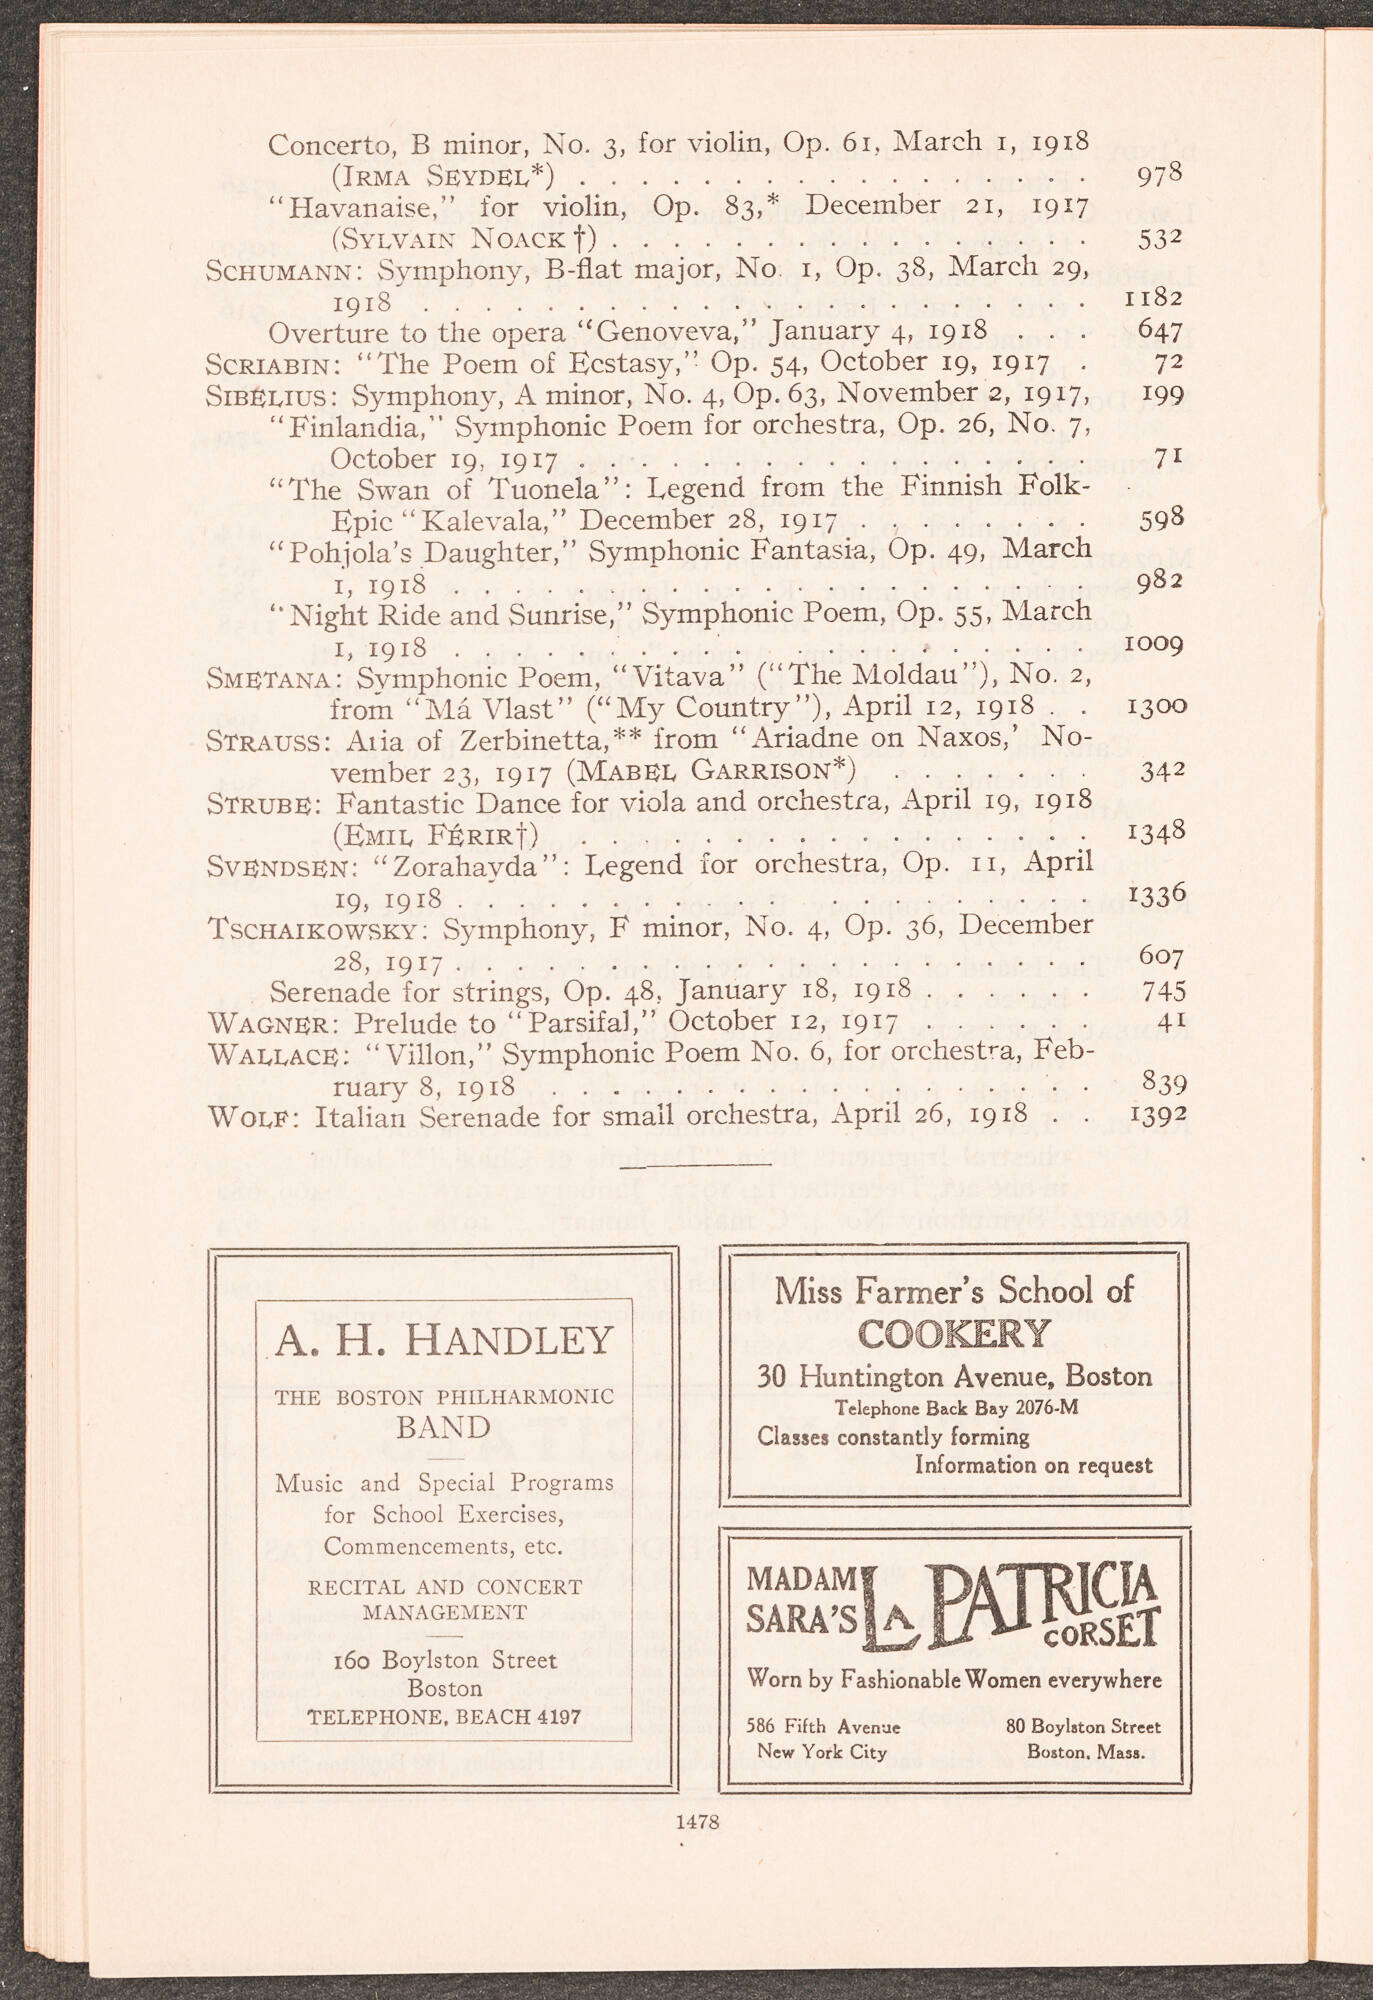 Concerto, B minor, No. 3, for violin, Op. 61, March 1, 1918
(IRMA SEYDEL*) . . . . . . . . . . . . . . . . . 978
"Havanaise," for violin, Op. 83,* December 21, 1917
(SYLVAIN NOACK†) . . . . . . . . . . . . . . . . 532
SCHUMANN: Symphony, B-flat major, No. 1, Op. 38, March 29,
1918 . . . . . . . . . . . . . . . . . . . . . . 1182
Overture to the opera "Genoveva," January 4, 1918 . . . 647
SCRIABIN: "The Poem of Ecstasy," Op. 54, October 19, 1917 . 72
SIBELIUS: Symphony, A minor, No. 4, Op. 63, November 2, 1917, 199
"Finlandia," Symphonic Poem for orchestra, Op. 26, No. 7,
October 19, 1917 . . . . . . . . . . . . . . . . . 71
"The Swan of Tuonela": Legend from the Finnish Folk-
Epic "Kalevala," December 28, 1917 . . . . . . . . 598
"Pohjola's Daughter," Symphonic Fantasia, Op. 49, March
1, 1918 . . . . . . . . . . . . . . . . . . . . . 982
"Night Ride and Sunrise," Symphonic Poem, Op. 55, March
1, 1918 . . . . . . . . . . . . . . . . . . . . . 1009
SMETANA: Symphonic Poem, "Vitava" ("The Moldau"), No. 2,
from "Má Vlast" ("My Country"), April 12, 1918 . . 1300
STRAUSS: Aria of Zerbinetta,** from "Ariadne on Naxos,' No-
vember 23, 1917 (MABEL GARRISON*) . . . . . . . 342
STRUBE: Fantastic Dance for viola and orchestra, April 19, 1918
(EMIL FÉRIR†) . . . . . . . . . . . . . . . . . 1348
SVENDSEN: "Zorahayda": Legend for orchestra, Op. 11, April
19, 1918 . . . . . . . . . . . . . . . . . . . . . 1336
TSCHAIKOWSKY: Symphony, F minor, No. 4, Op. 36, December
28, 1917 . . . . . . . . . . . . . . . . . . . . . 607
Serenade for strings, Op. 48, January 18, 1918 . . . . . . 745
WAGNER: Prelude to "Parsifal," October 12, 1917 . . . . . . 41
WALLACE: "Villon," Symphonic Poem No. 6, for orchestra, Feb-
ruary 8, 1918 . . . . . . . . . . . . . . . . . . 839
WOLF: Italian Serenade for small orchestra, April 26, 1918 . . 1392
A. H. HANDLEY
THE BOSTON PHILHARMONIC
BAND
Music and Special Programs
for School Exercises,
Commencements, etc.
RECITAL AND CONCERT
MANAGEMENT
160 Boylston Street
Boston
TELEPHONE, BEACH 4197
Miss Farmer's School of
COOKERY
30 Huntington Avenue, Boston
Telephone Back Bay 2076-M
Classes constantly forming
Information on request
MADAM
SARA'S
LA PATRICIA
CORSET
Worn by Fashionable Women everywhere
586 Fifth Avenue 80 Boylston Street
New York City Boston, Mass.
1478